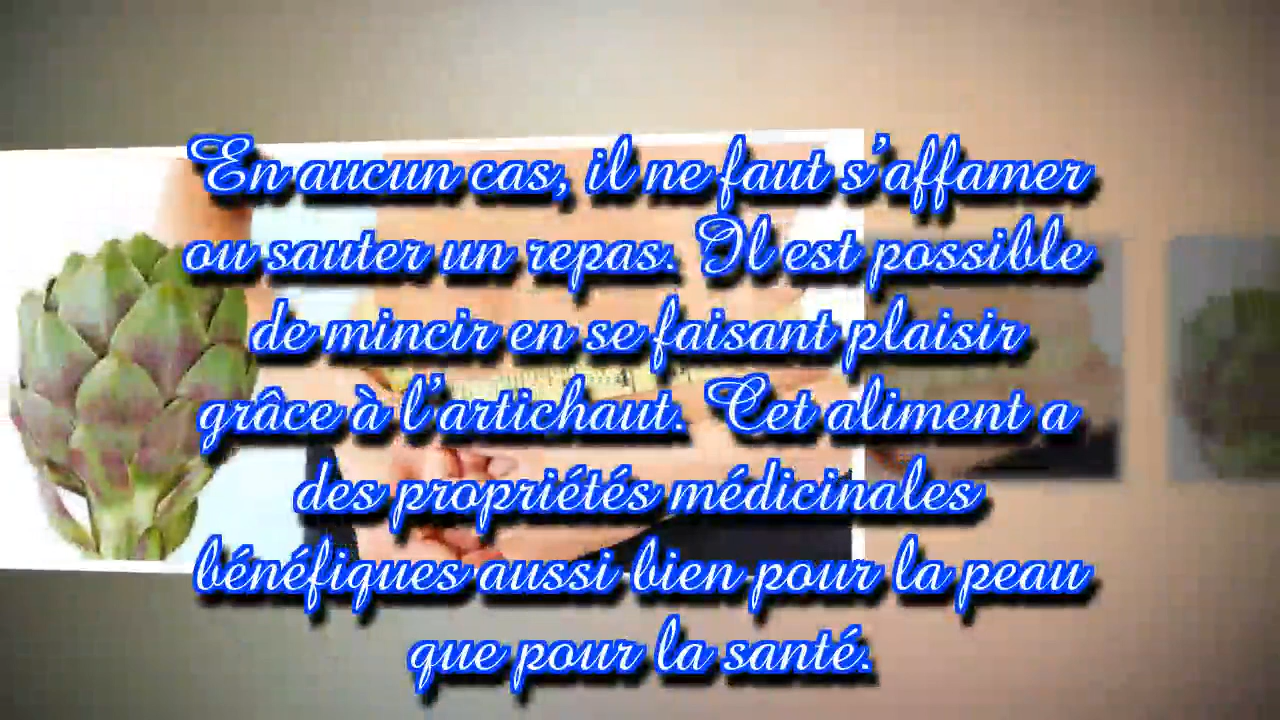 En aucun cas, il ne faut s’affamer
ou sauter un repas. Il est possible
de mincir en se faisant plaisir
grâce à l’artichaut. Cet aliment a
des propriétés médicinales
bénéfiques aussi bien pour la peau
que pour la santé.